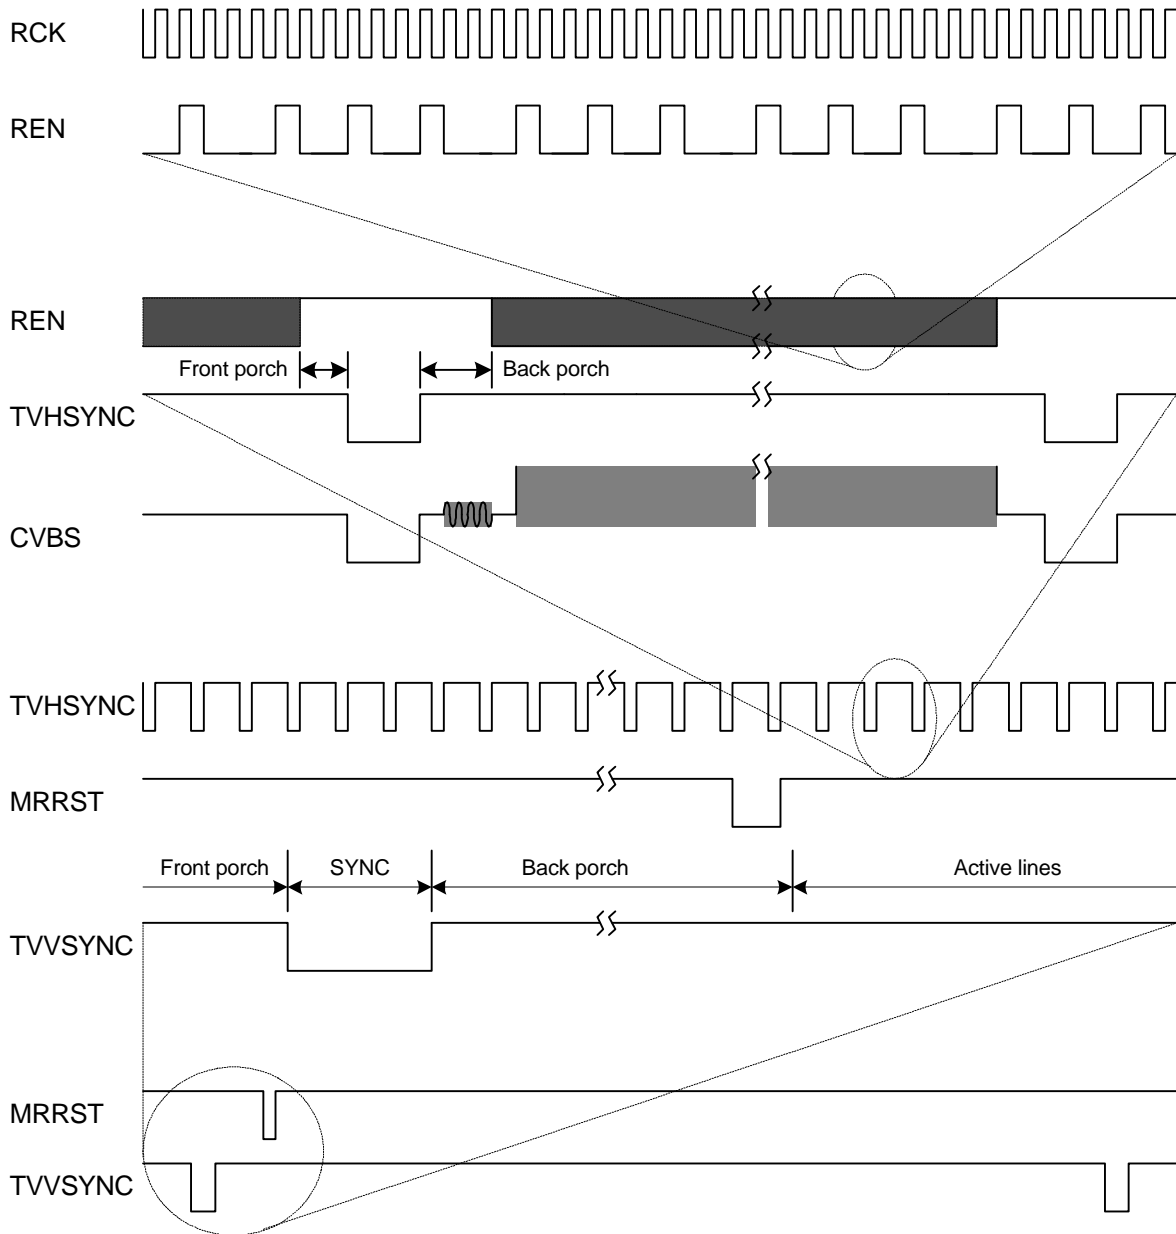 RCK
REN
REN
Front porch
Back porch
TVHSYNC
CVBS
TVHSYNC
MRRST
Front porch
SYNC
Back porch
Active lines
TVVSYNC
MRRST
TVVSYNC